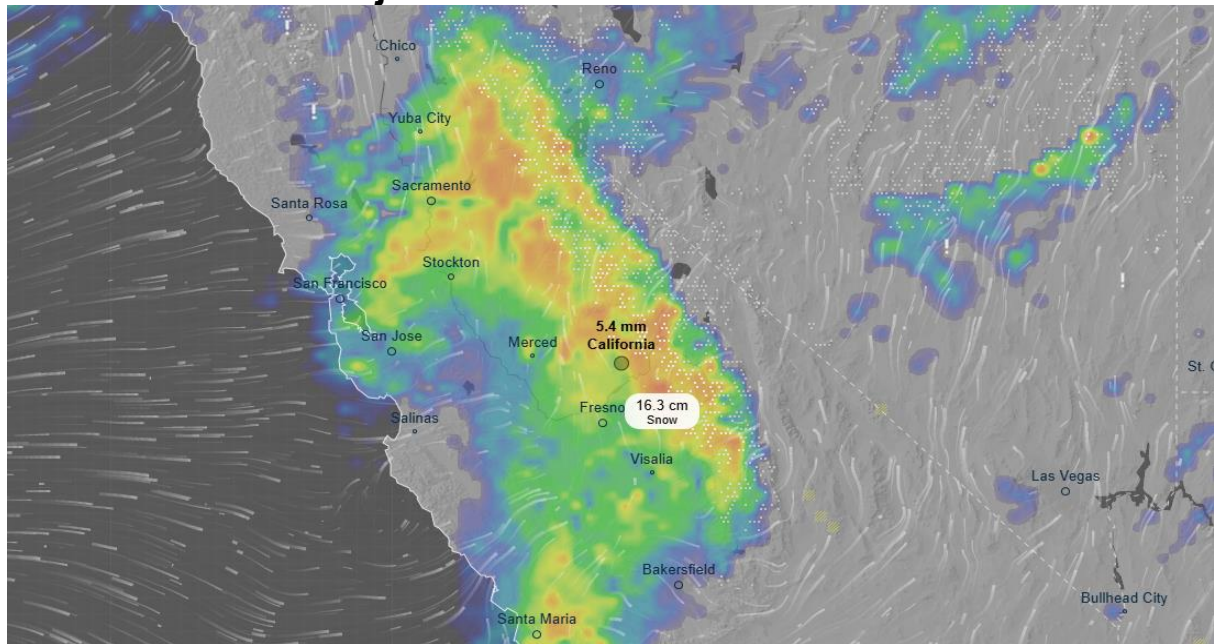 Chico
Reno
Yuba City
Sacramento
Santa Rosa
Stockton
San Francisco
San Jose
Merced
5.4 mm
California
St.
Fresno
16.3 cm
Snow
Salinas
Visalia
Las Vegas
Bakersfield
Bullhead City
Santa Maria